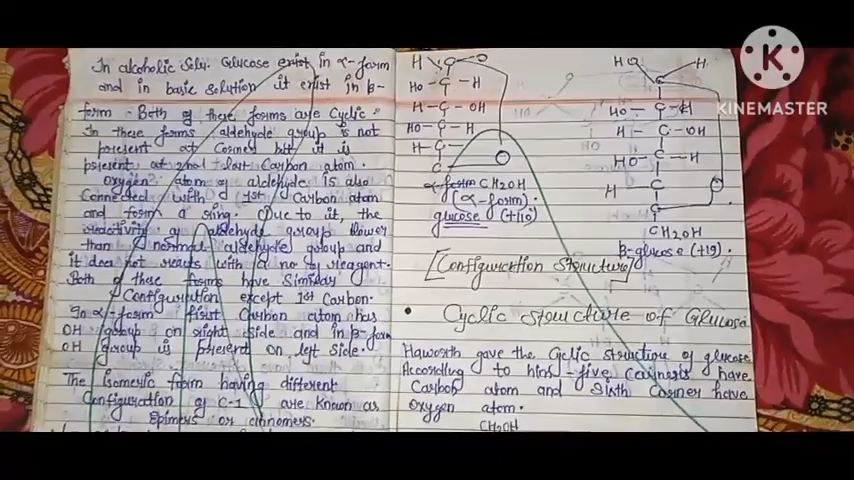 In alcoholic Solu. Glucose exist in α-form
and in basic solution it exist in β-
form. Both of these forms are Cyclic.
In these forms aldehyde group is not
present at Corner but it is
present at 2nd last Carbon atom.
oxygen atom of aldehyde is also
Connected with 1st Carbon atom
and form a ring. Due to it, the
reactivity of aldehyde group lower
than normal aldehyde group and
it does not reacts with a no of reagent.
Both of these forms have Similar
Configuration except 1st Carbon.
In α-form first Carbon atom has
OH group on right side and in β-form
OH group is present on left side.
The isomeric form having different
Configuration of C-1 are known as
Epimers or
H C O
HO-C-H
H-C-OH
HO-C-H
H-C-
C
O
α-form CH2OH
(α-form).
glucose (+110)
HO C H
HO-C-H
H-C-OH
HO-C-H
H-C
C
O
CH2OH
β-glucose (+19).
[Configuration Structure]
• Cyclic Structure of Glucose
Haworth gave the Cyclic structure of glucose
According to him -five Corners have
Carbon atom and Sixth Corner have
oxygen atom.
CH2OH
K
KINEMASTER